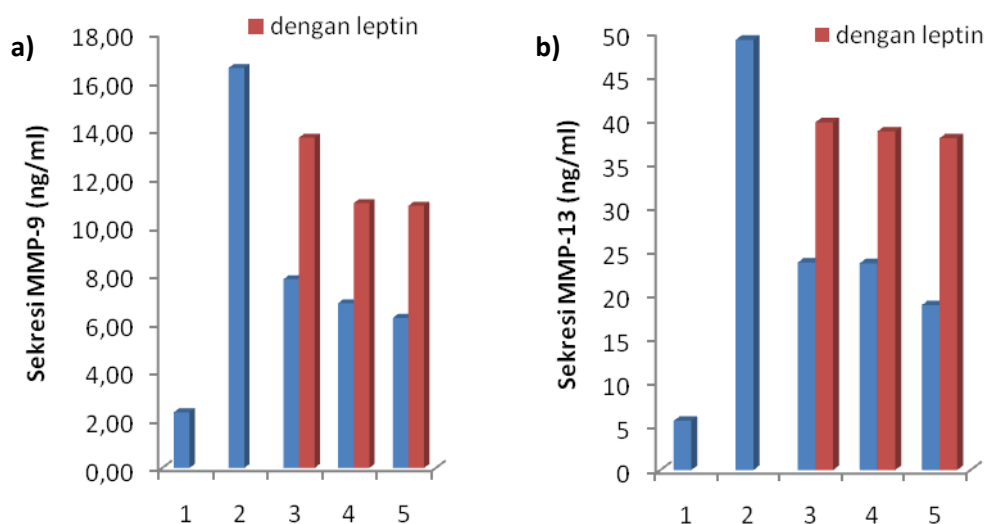 a)
dengan leptin
Sekresi MMP-9 (ng/ml)
18,00
16,00
14,00
12,00
10,00
8,00
6,00
4,00
2,00
0,00
1 2 3 4 5
b)
dengan leptin
Sekresi MMP-13 (ng/ml)
50
45
40
35
30
25
20
15
10
5
0
1 2 3 4 5